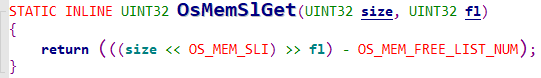 STATIC INLINE UINT32 OsMemSlGet(UINT32 size, UINT32 fl)
{
    return (((size << OS_MEM_SLI) >> fl) - OS_MEM_FREE_LIST_NUM);
}